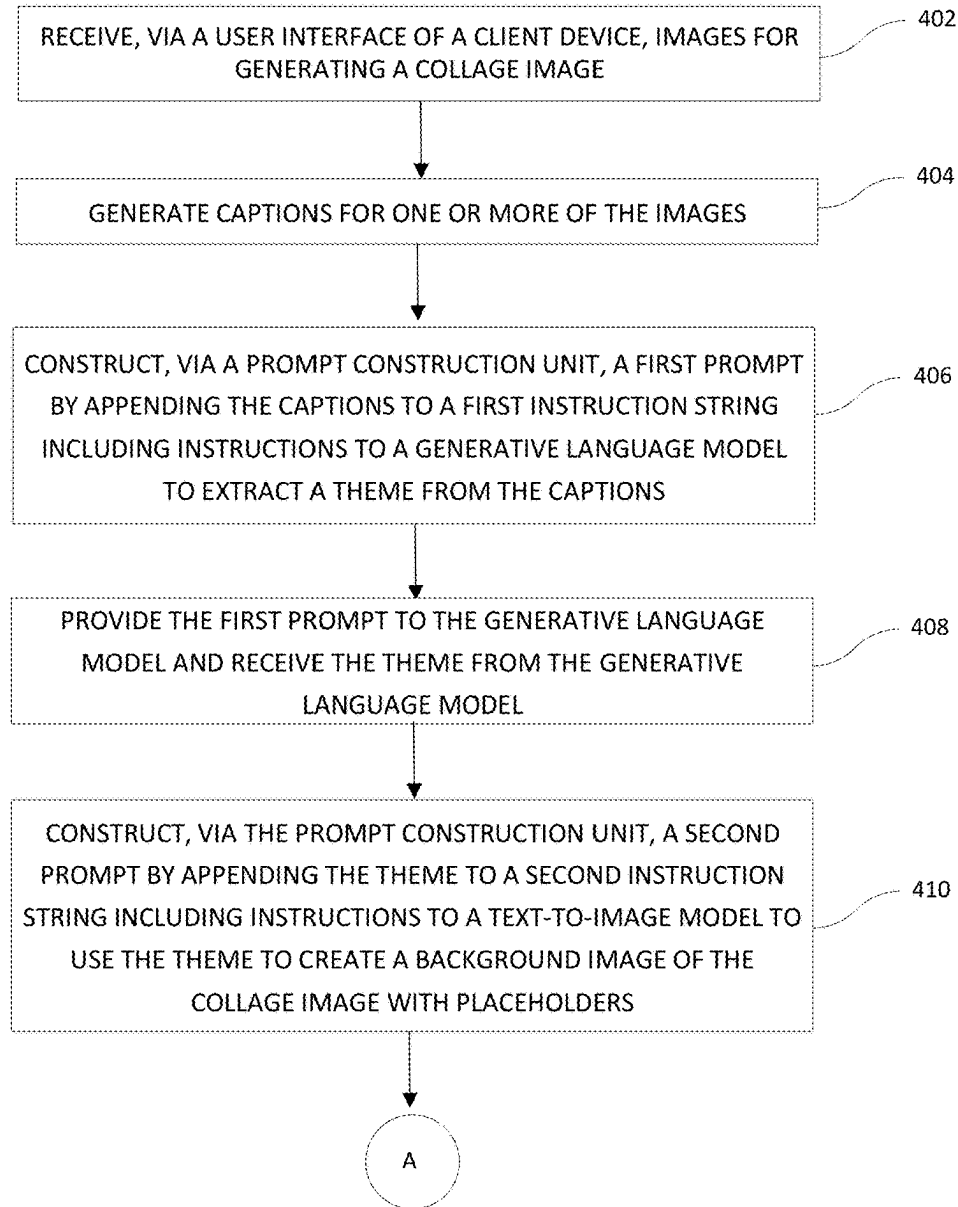 RECEIVE, VIA A USER INTERFACE OF A CLIENT DEVICE, IMAGES FOR
GENERATING A COLLAGE IMAGE
402
GENERATE CAPTIONS FOR ONE OR MORE OF THE IMAGES
404
CONSTRUCT, VIA A PROMPT CONSTRUCTION UNIT, A FIRST PROMPT
BY APPENDING THE CAPTIONS TO A FIRST INSTRUCTION STRING
INCLUDING INSTRUCTIONS TO A GENERATIVE LANGUAGE MODEL
TO EXTRACT A THEME FROM THE CAPTIONS
406
PROVIDE THE FIRST PROMPT TO THE GENERATIVE LANGUAGE
MODEL AND RECEIVE THE THEME FROM THE GENERATIVE
LANGUAGE MODEL
408
CONSTRUCT, VIA THE PROMPT CONSTRUCTION UNIT, A SECOND
PROMPT BY APPENDING THE THEME TO A SECOND INSTRUCTION
STRING INCLUDING INSTRUCTIONS TO A TEXT-TO-IMAGE MODEL TO
USE THE THEME TO CREATE A BACKGROUND IMAGE OF THE
COLLAGE IMAGE WITH PLACEHOLDERS
410
A